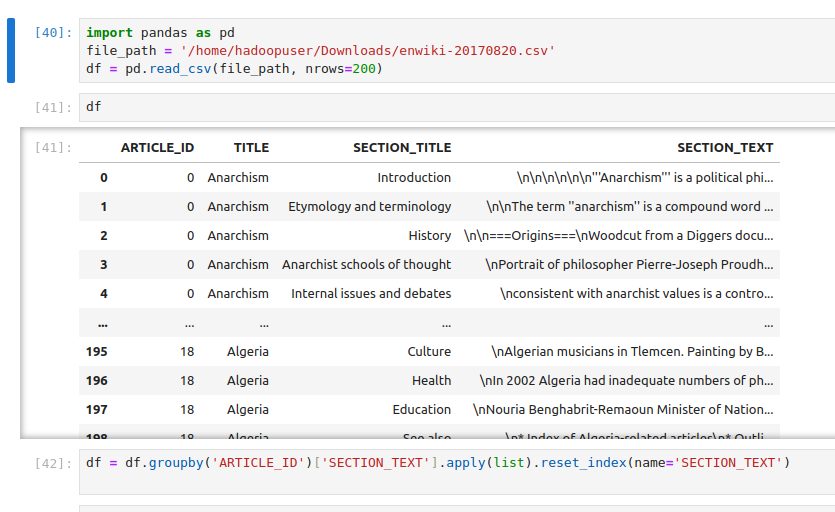 [40]: import pandas as pd
file_path = '/home/hadoopuser/Downloads/enwiki-20170820.csv'
df = pd.read_csv(file_path, nrows=200)
[41]: df
[41]: ARTICLE_ID TITLE SECTION_TITLE SECTION_TEXT
0 0 Anarchism Introduction \n\n\n\n\n\n'''Anarchism''' is a political phi...
1 0 Anarchism Etymology and terminology \n\nThe term ''anarchism'' is a compound word ...
2 0 Anarchism History \n\n===Origins===\nWoodcut from a Diggers docu...
3 0 Anarchism Anarchist schools of thought \nPortrait of philosopher Pierre-Joseph Proudh...
4 0 Anarchism Internal issues and debates \nconsistent with anarchist values is a contro...
... ... ... ... ...
195 18 Algeria Culture \nAlgerian musicians in Tlemcen. Painting by B...
196 18 Algeria Health \nIn 2002 Algeria had inadequate numbers of ph...
197 18 Algeria Education \nNouria Benghabrit-Remaoun Minister of Nation...
198 18 Algeria See also \n* Index of Algeria-related articles\n* Outli...
[42]: df = df.groupby('ARTICLE_ID')['SECTION_TEXT'].apply(list).reset_index(name='SECTION_TEXT')